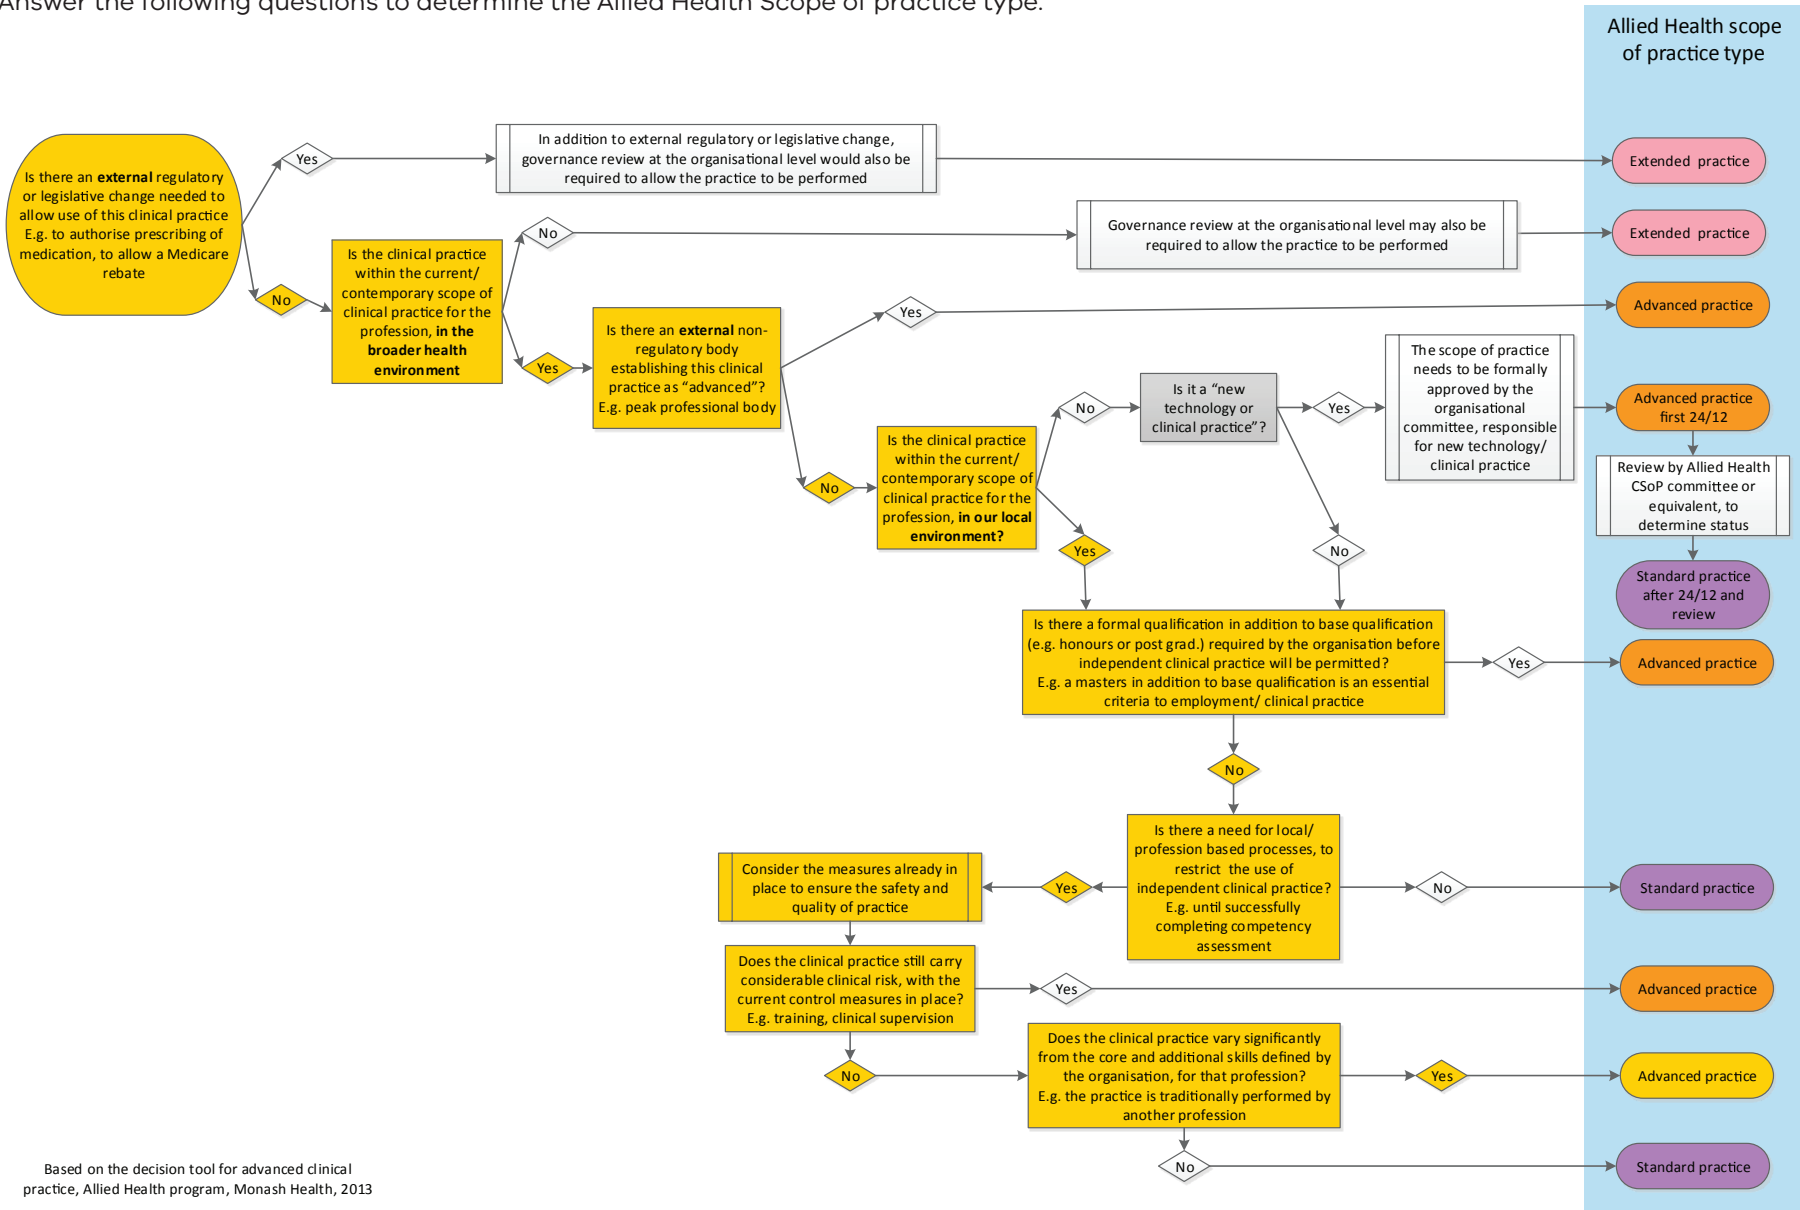 Answer the following questions to determine the Allied Health Scope of practice type.
Allied Health scope
of practice type
Is there an external regulatory
or legislative change needed to
allow use of this clinical practice
E.g. to authorise prescribing of
medication, to allow a Medicare
rebate
Yes
In addition to external regulatory or legislative change,
governance review at the organisational level would also be
required to allow the practice to be performed
Extended practice
No
Is the clinical practice
within the current/
contemporary scope of
clinical practice for the
profession, in the
broader health
environment
No
Governance review at the organisational level may also be
required to allow the practice to be performed
Extended practice
Yes
Is there an external non-
regulatory body
establishing this clinical
practice as “advanced”?
E.g. peak professional body
Yes
Advanced practice
No
Is the clinical practice
within the current/
contemporary scope of
clinical practice for the
profession, in our local
environment?
No
Is it a “new
technology or
clinical practice”?
Yes
The scope of practice
needs to be formally
approved by the
organisational
committee, responsible
for new technology/
clinical practice
Advanced practice
first 24/12
Review by Allied Health
CSoP committee or
equivalent, to
determine status
Standard practice
after 24/12 and
review
Yes
No
Is there a formal qualification in addition to base qualification
(e.g. honours or post grad.) required by the organisation before
independent clinical practice will be permitted?
E.g. a masters in addition to base qualification is an essential
criteria to employment/ clinical practice
Yes
Advanced practice
No
Is there a need for local/
profession based processes, to
restrict the use of
independent clinical practice?
E.g. until successfully
completing competency
assessment
No
Standard practice
Yes
Consider the measures already in
place to ensure the safety and
quality of practice
Does the clinical practice still carry
considerable clinical risk, with the
current control measures in place?
E.g. training, clinical supervision
Yes
Advanced practice
No
Does the clinical practice vary significantly
from the core and additional skills defined by
the organisation, for that profession?
E.g. the practice is traditionally performed by
another profession
Yes
Advanced practice
No
Standard practice
Based on the decision tool for advanced clinical
practice, Allied Health program, Monash Health, 2013